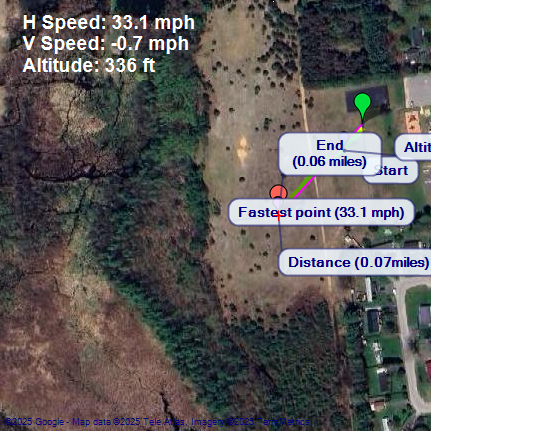 H Speed: 33.1 mph
V Speed: -0.7 mph
Altitude: 336 ft
End
(0.06 miles)
Altit
Start
Fastest point (33.1 mph)
Distance (0.07miles)
©2025 Google - Map data ©2025 Tele Atlas, Imagery ©2025 TerraMetrics